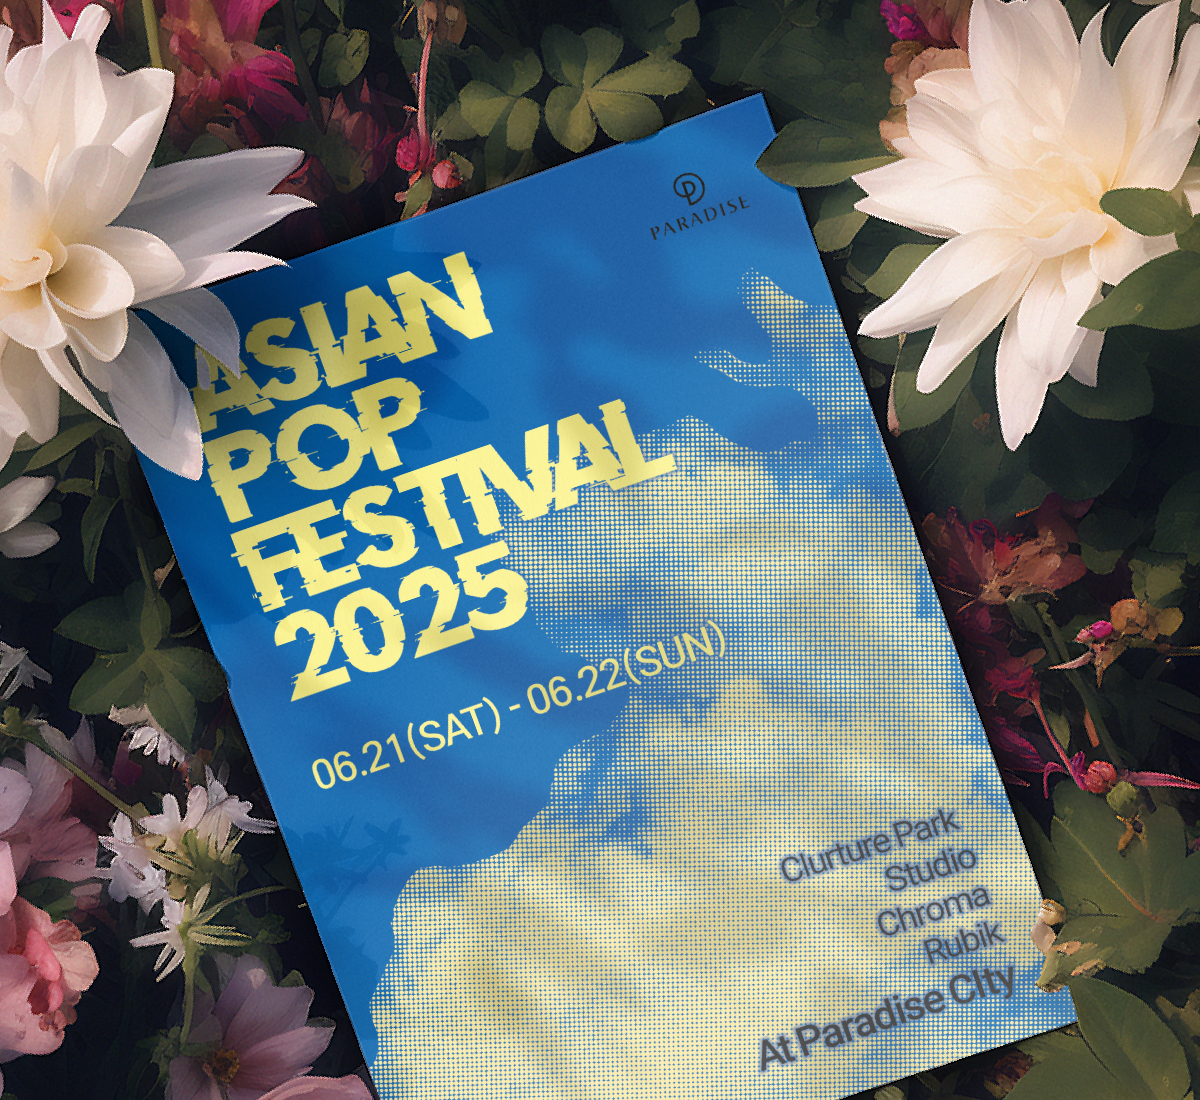 PARADISE
ASIAN
POP
FESTIVAL
2025
06.21(SAT) - 06.22(SUN)
Clurture Park
Studio
Chroma
Rubik
At Paradise CIty